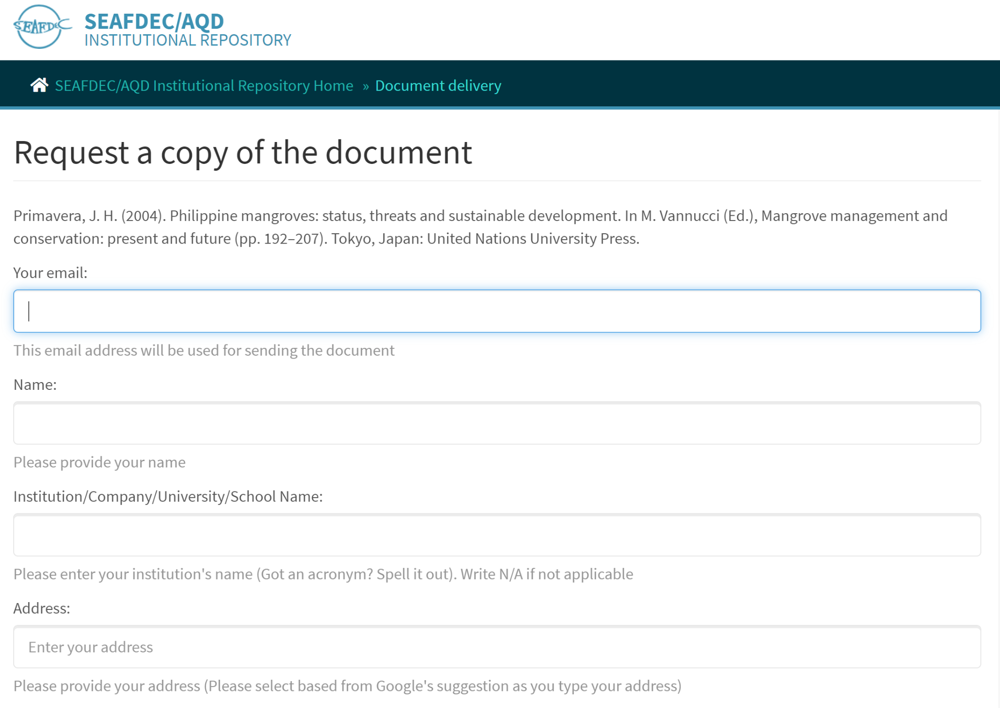 SEAFDEC
SEAFDEC/AQD
INSTITUTIONAL REPOSITORY
SEAFDEC/AQD Institutional Repository Home » Document delivery
Request a copy of the document
Primavera, J. H. (2004). Philippine mangroves: status, threats and sustainable development. In M. Vannucci (Ed.), Mangrove management and
conservation: present and future (pp. 192–207). Tokyo, Japan: United Nations University Press.
Your email:
This email address will be used for sending the document
Name:
Please provide your name
Institution/Company/University/School Name:
Please enter your institution's name (Got an acronym? Spell it out). Write N/A if not applicable
Address:
Enter your address
Please provide your address (Please select based from Google's suggestion as you type your address)